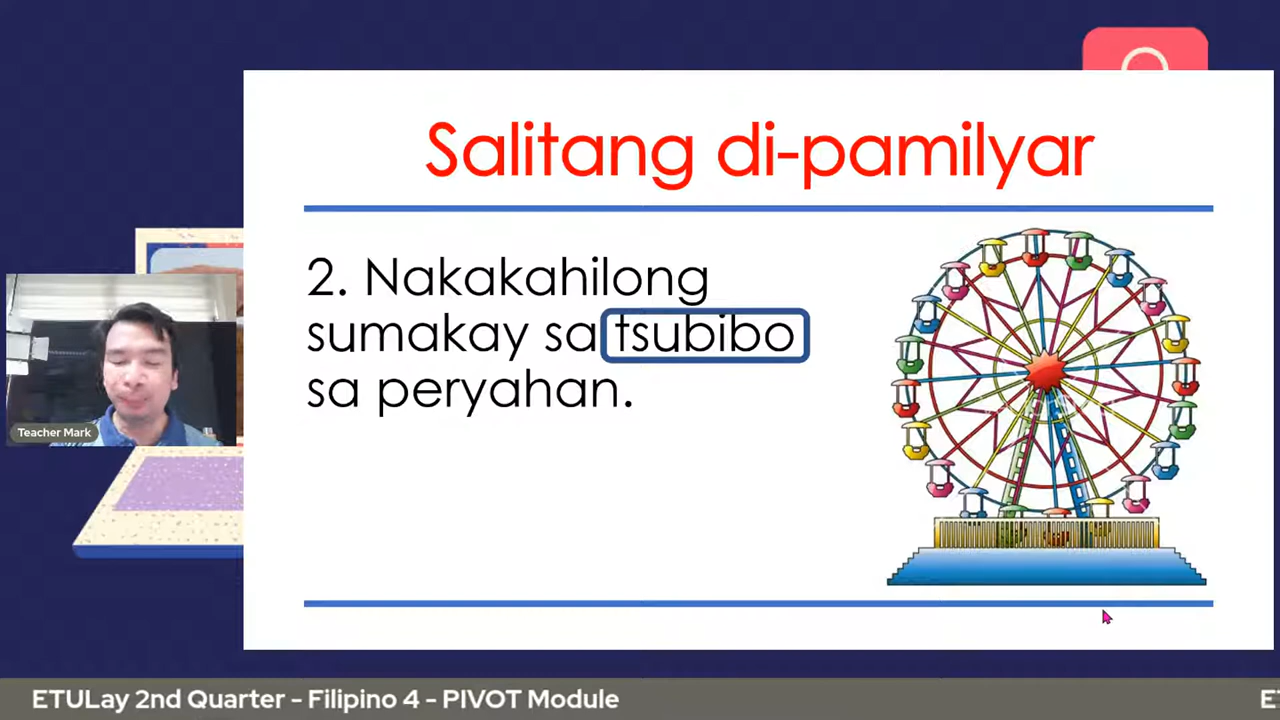 Salitang di-pamilyar
2. Nakakahilong
sumakay sa tsubibo
sa peryahan.
Teacher Mark
ETULay 2nd Quarter - Filipino 4 - PIVOT Module
E